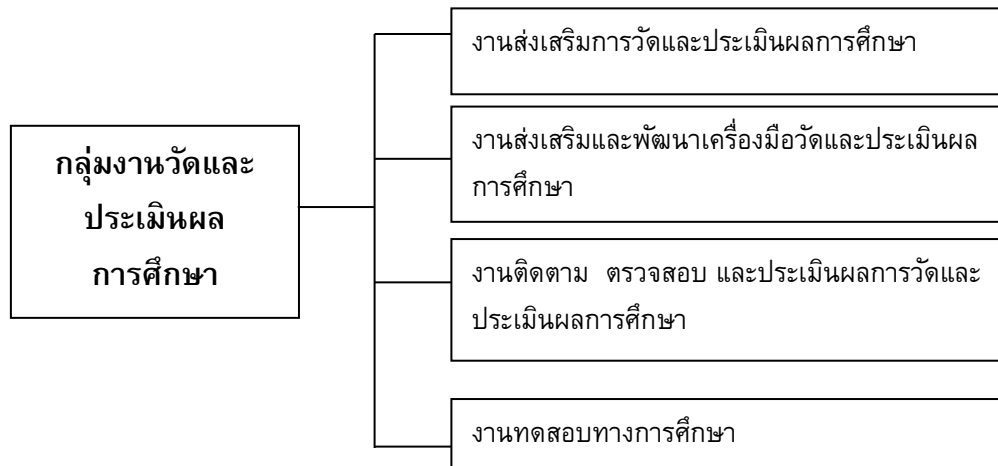 งานส่งเสริมการวัดและประเมินผลการศึกษา
งานส่งเสริมและพัฒนาเครื่องมือวัดและประเมินผล
การศึกษา
กลุ่มงานวัดและ
ประเมินผล
การศึกษา
งานติดตาม ตรวจสอบ และประเมินผลการวัดและ
ประเมินผลการศึกษา
งานทดสอบทางการศึกษา